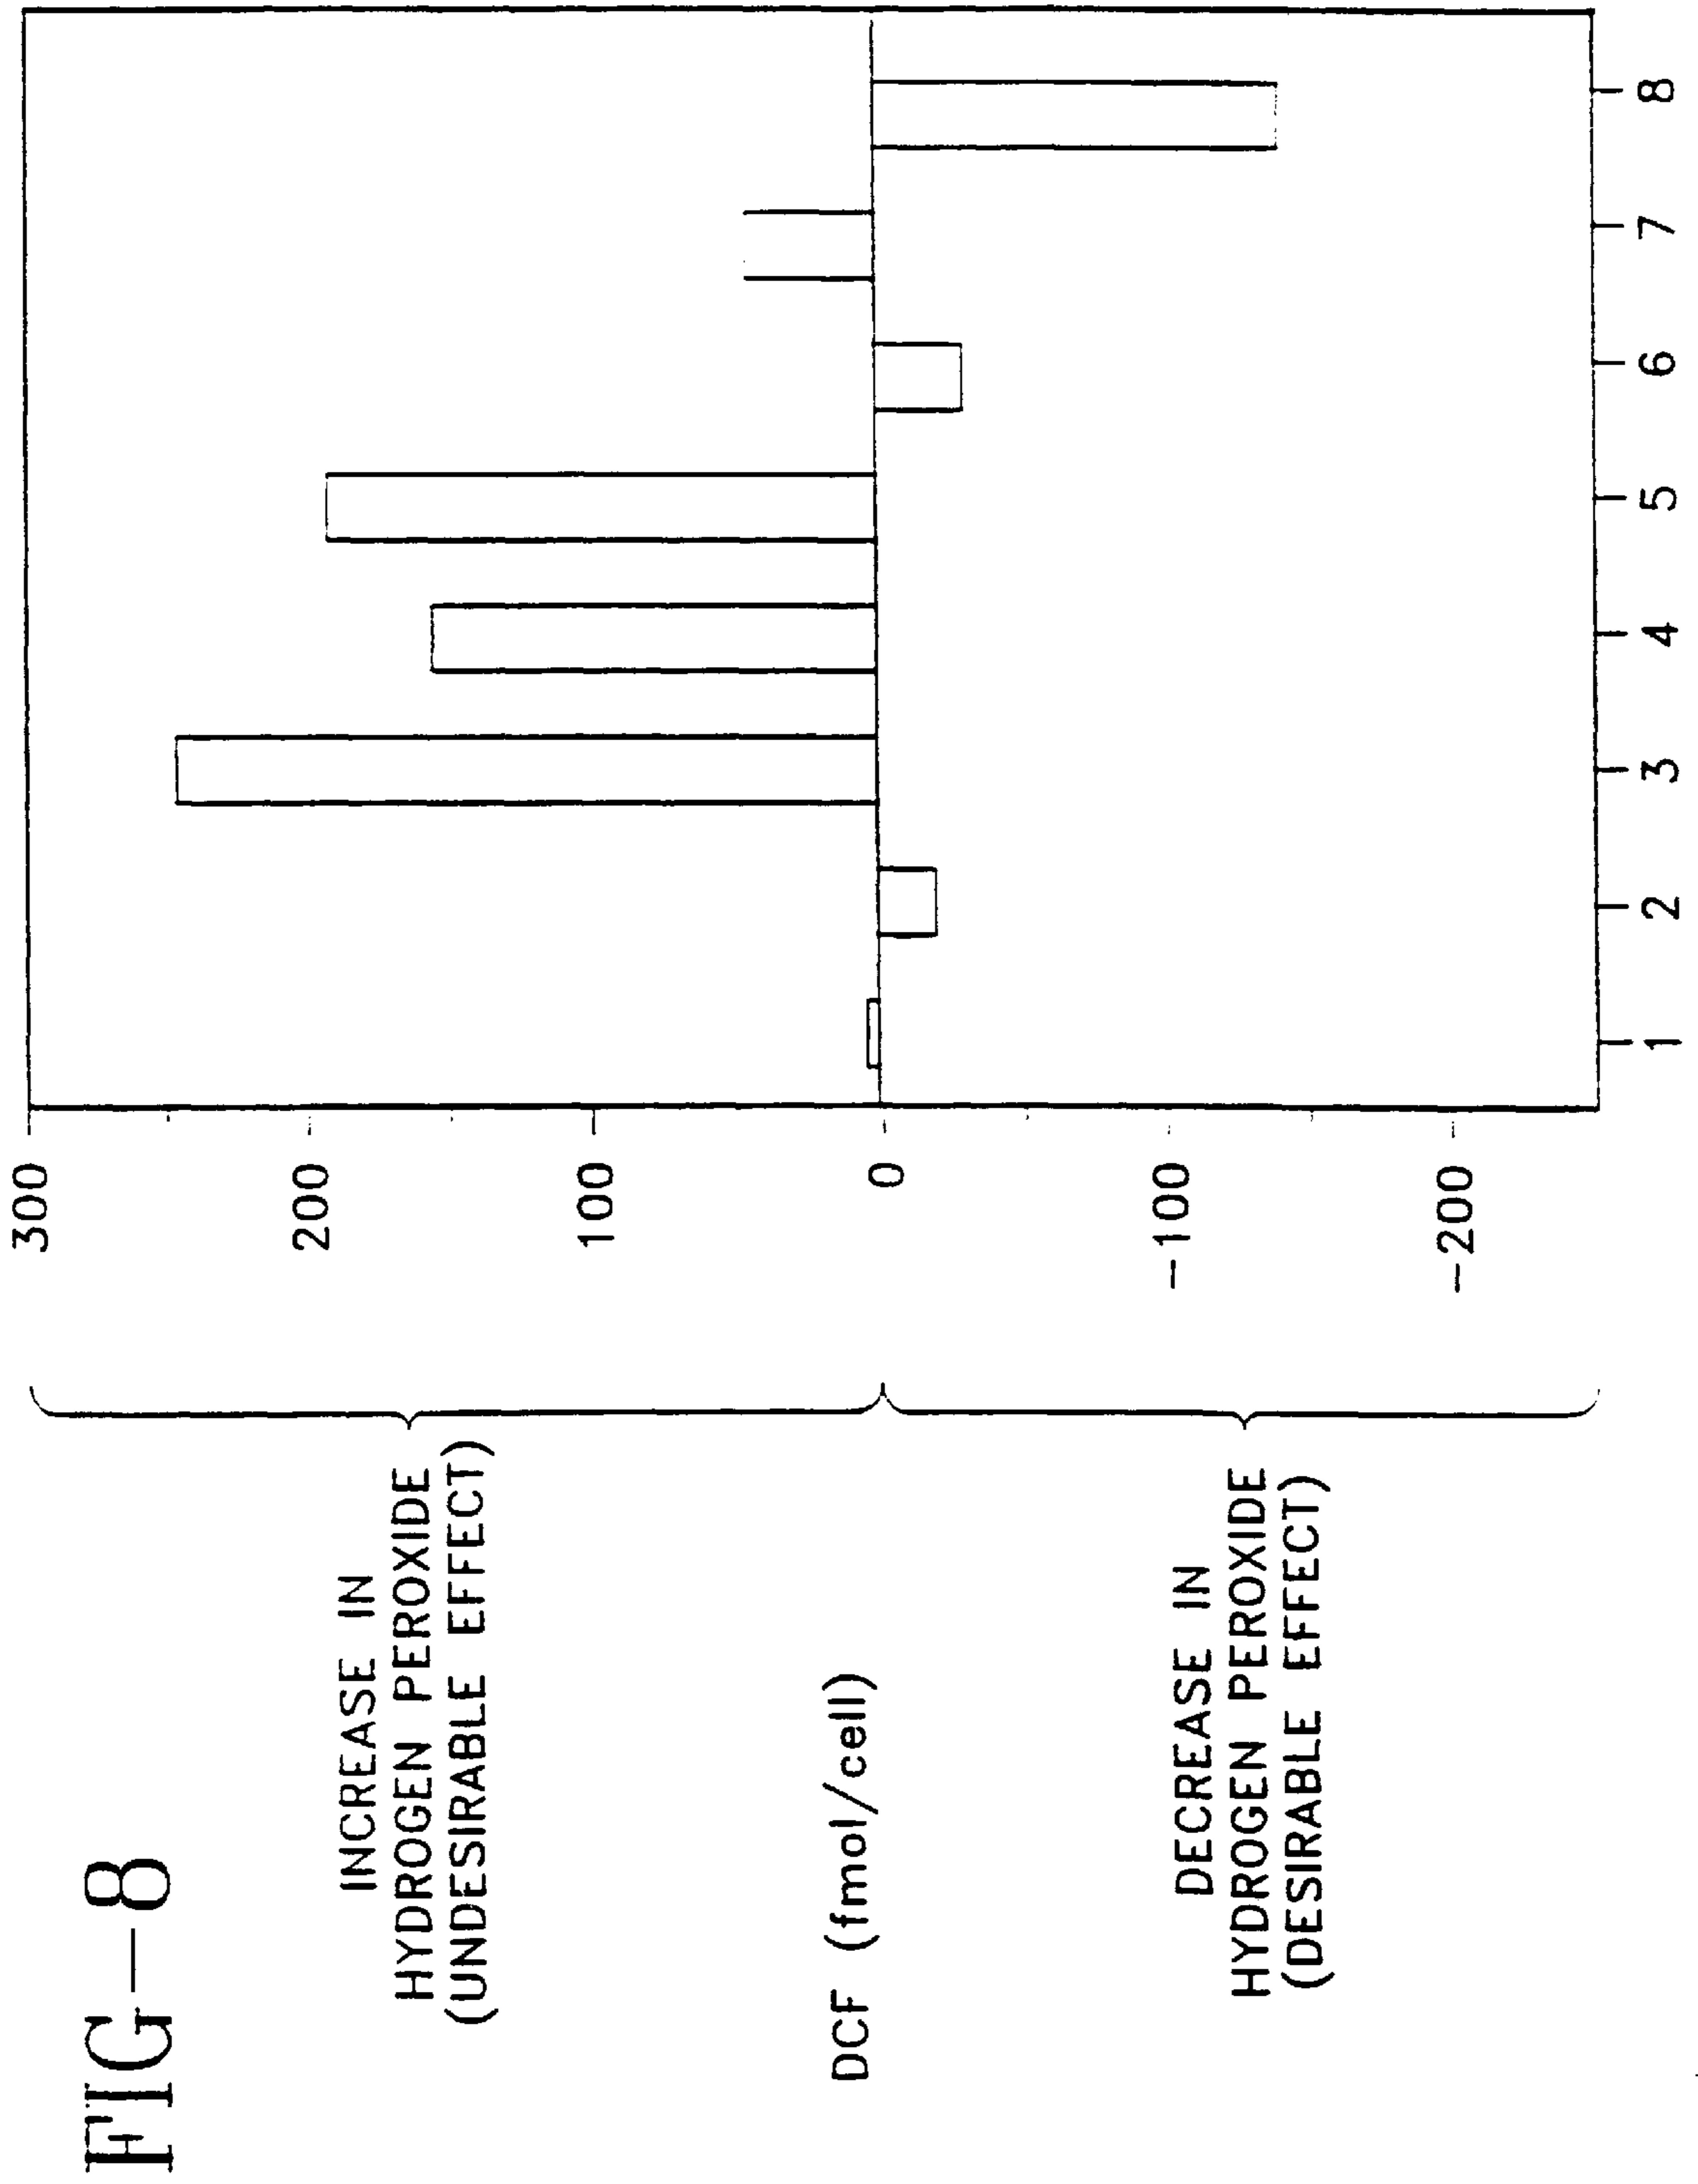 FIG-8
INCREASE IN
HYDROGEN PEROXIDE
(UNDESIRABLE EFFECT)
DCF (fmol/cell)
DECREASE IN
HYDROGEN PEROXIDE
(DESIRABLE EFFECT)
300
200
100
0
-100
-200
1 2 3 4 5 6 7 8